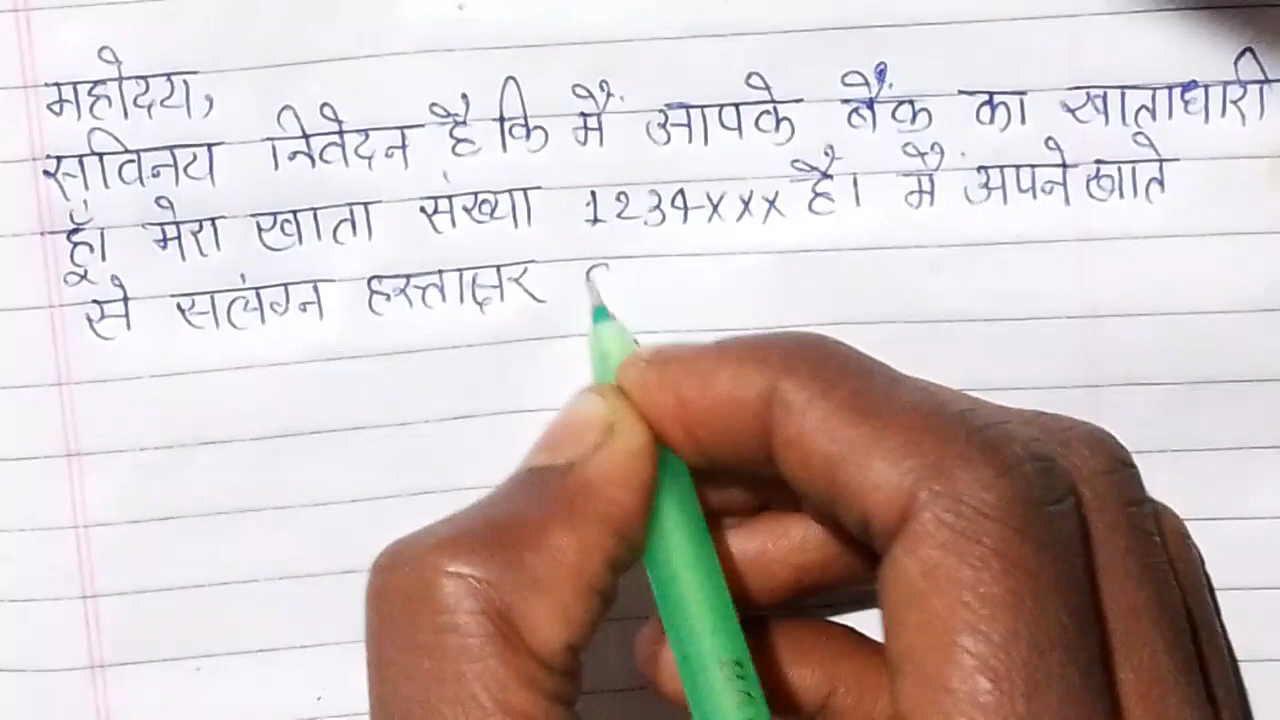 महोदय,
सविनय निवेदन है कि मैं आपके बैंक का खाताधारी
हूँ। मेरा खाता संख्या 1234xxx है। मैं अपने खाते
से सलंग्न हस्ताक्षर